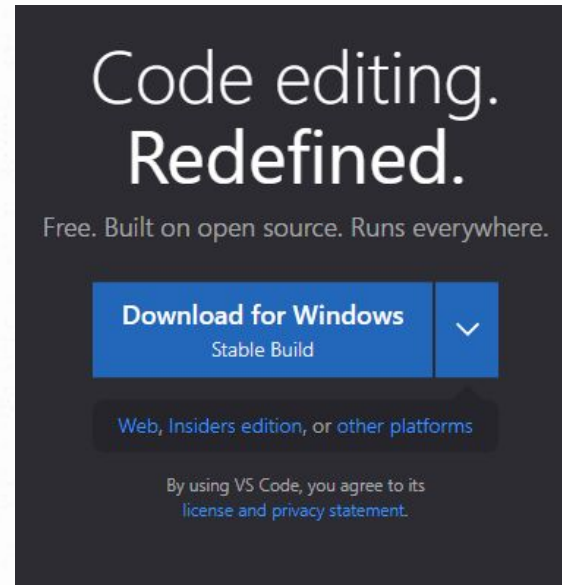 Code editing.
Redefined.
Free. Built on open source. Runs everywhere.
Download for Windows
Stable Build
Web, Insiders edition, or other platforms
By using VS Code, you agree to its
license and privacy statement.